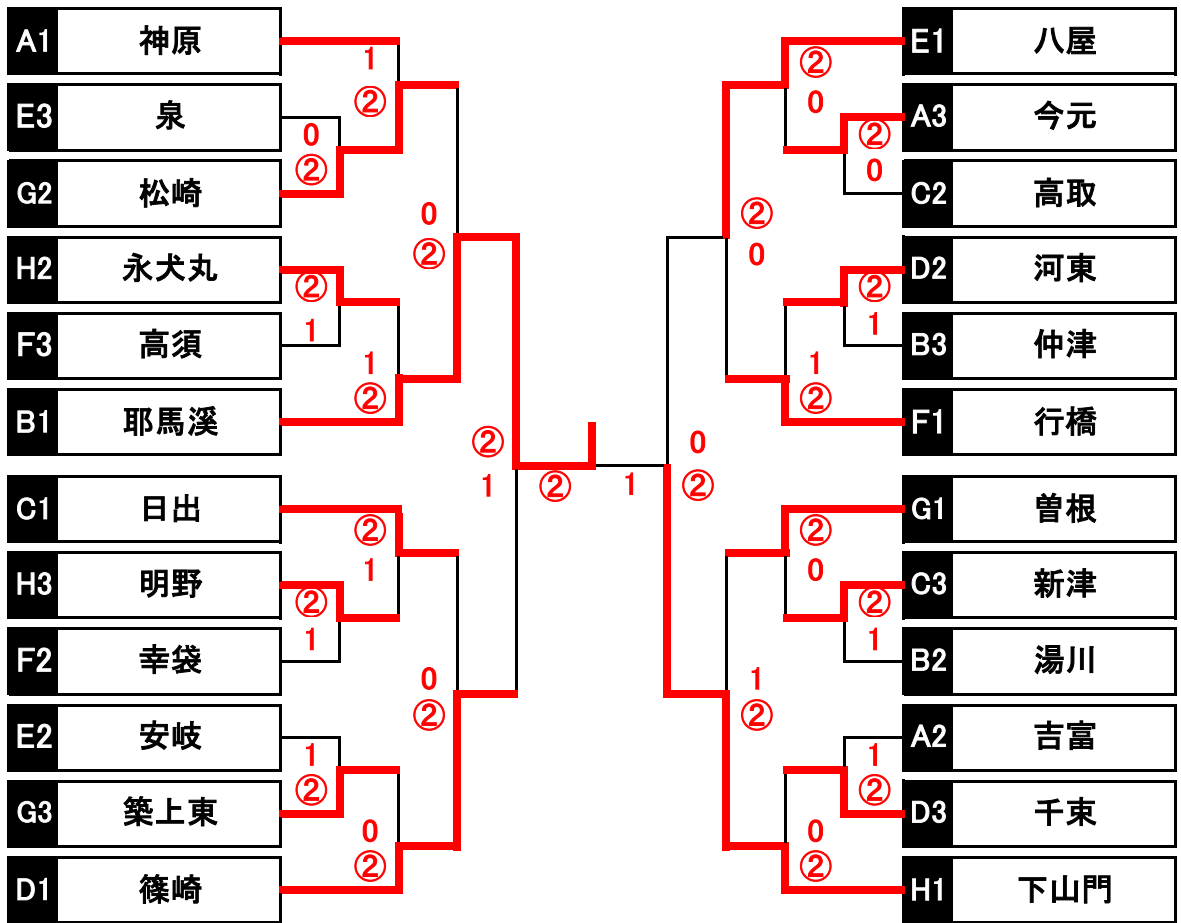 A1 神原
E3 泉
G2 松崎
H2 永犬丸
F3 高須
B1 耶馬溪
C1 日出
H3 明野
F2 幸袋
E2 安岐
G3 築上東
D1 篠崎
1
②
0
②
②
1
1
②
0
②
②
1
②
1
1
②
0
②
0
②
②
1
②
1
0
②
②
0
1
②
②
0
②
0
②
1
1
②
②
0
②
1
1
②
0
②
E1 八屋
A3 今元
C2 高取
D2 河東
B3 仲津
F1 行橋
G1 曽根
C3 新津
B2 湯川
A2 吉富
D3 千束
H1 下山門